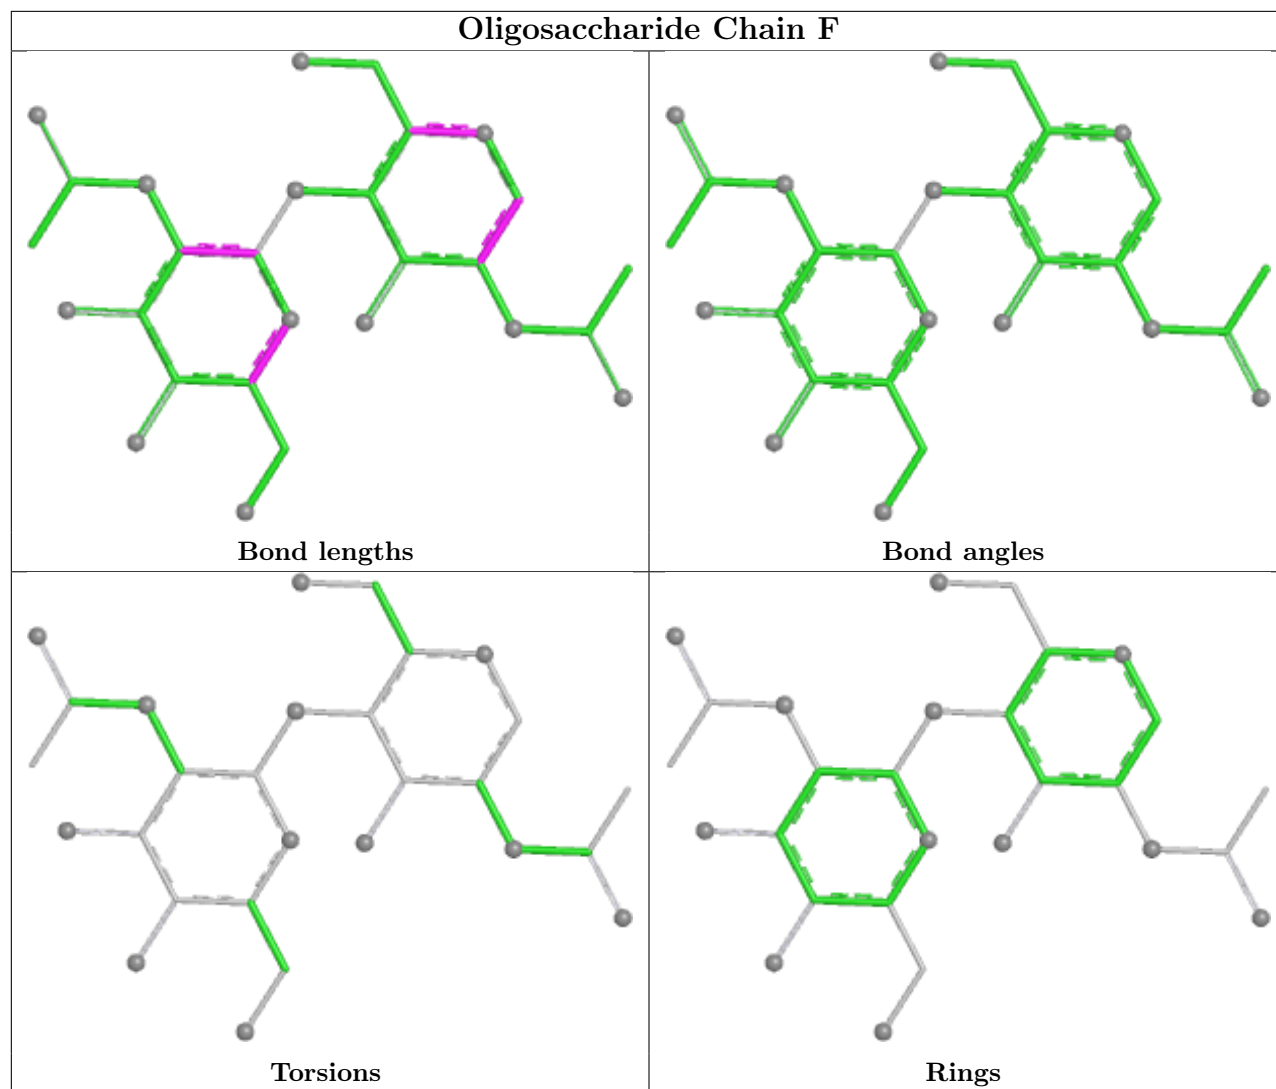 Oligosaccharide Chain F
Bond lengths
Bond angles
Torsions
Rings